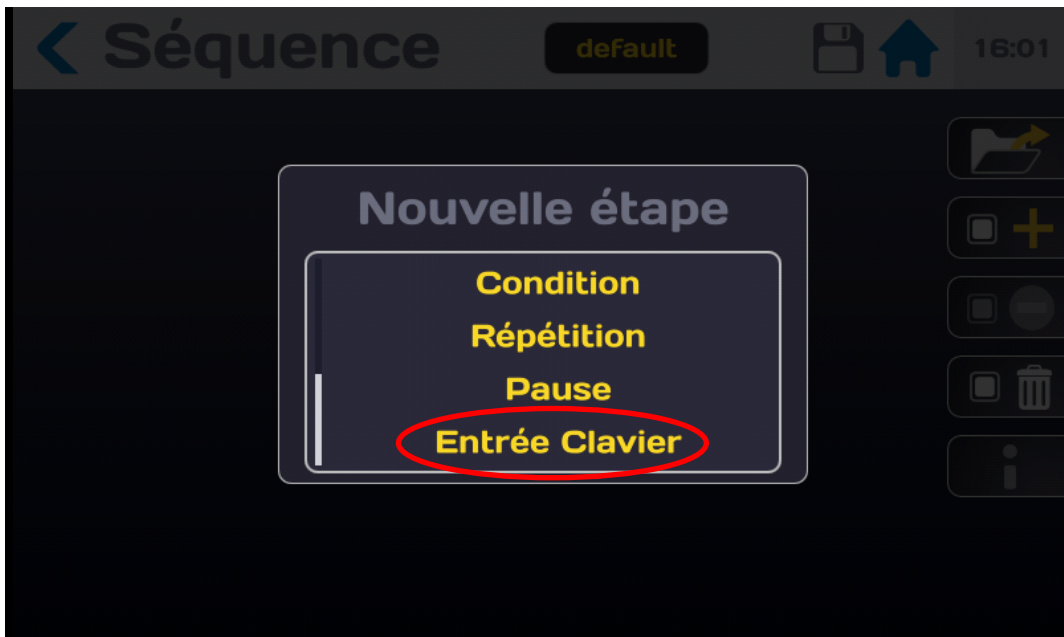 Séquence
default
16:01
Nouvelle étape
Condition
Répétition
Pause
Entrée Clavier